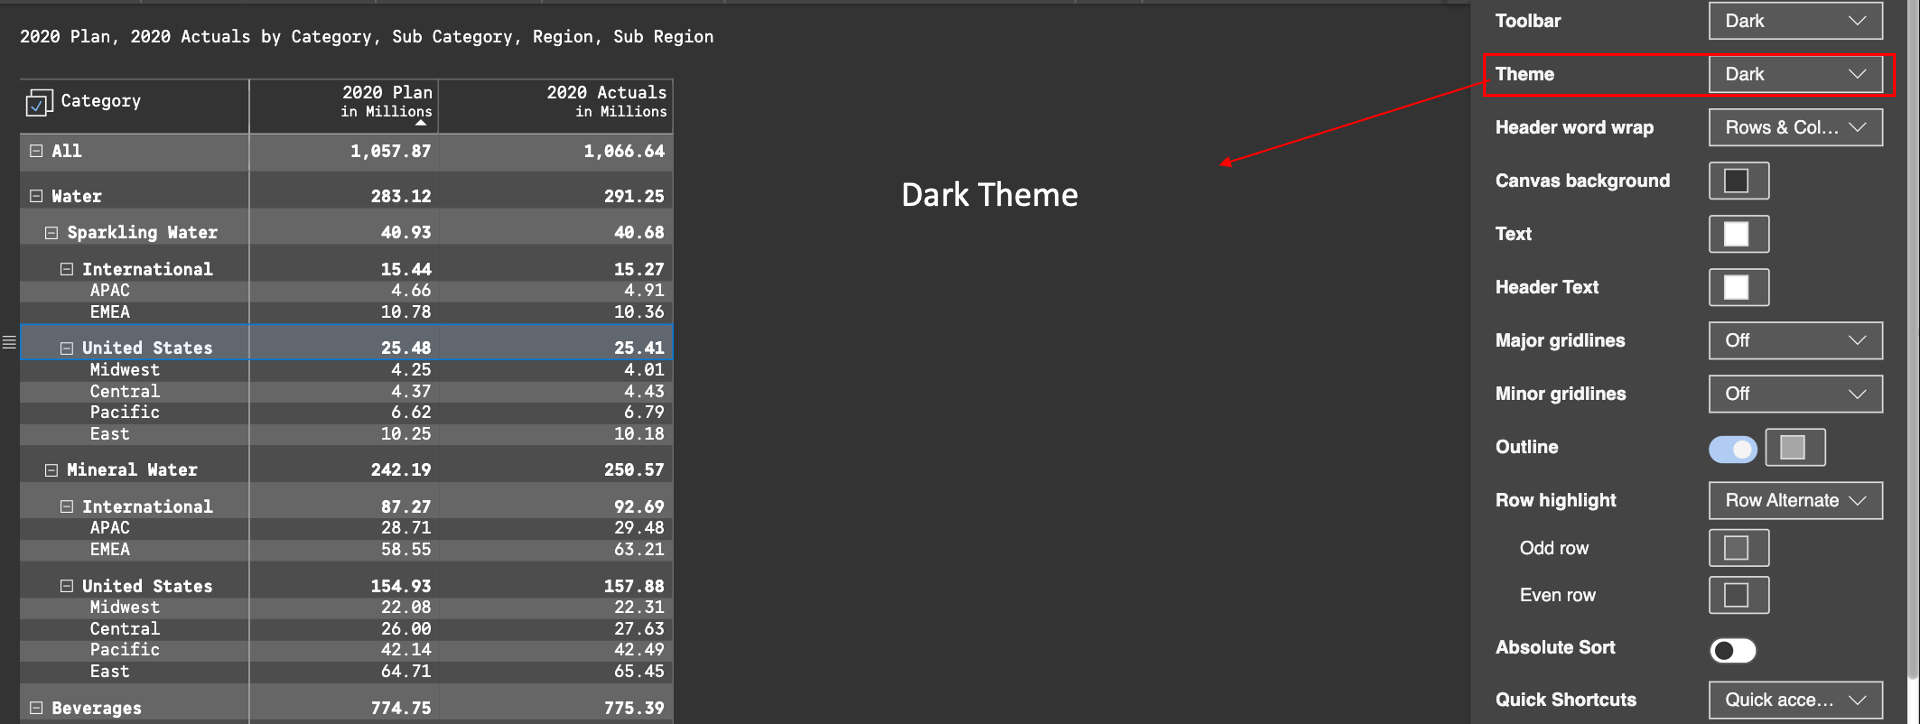 2020 Plan, 2020 Actuals by Category, Sub Category, Region, Sub Region
Category 2020 Plan in Millions 2020 Actuals in Millions
All 1,057.87 1,066.64
Water 283.12 291.25
Sparkling Water 40.93 40.68
International 15.44 15.27
APAC 4.66 4.91
EMEA 10.78 10.36
United States 25.48 25.41
Midwest 4.25 4.01
Central 4.37 4.43
Pacific 6.62 6.79
East 10.25 10.18
Mineral Water 242.19 250.57
International 87.27 92.69
APAC 28.71 29.48
EMEA 58.55 63.21
United States 154.93 157.88
Midwest 22.08 22.31
Central 26.00 27.63
Pacific 42.14 42.49
East 64.71 65.45
Beverages 774.75 775.39
Dark Theme
Toolbar Dark
Theme Dark
Header word wrap Rows & Col...
Canvas background
Text
Header Text
Major gridlines Off
Minor gridlines Off
Outline
Row highlight Row Alternate
Odd row
Even row
Absolute Sort
Quick Shortcuts Quick acce...